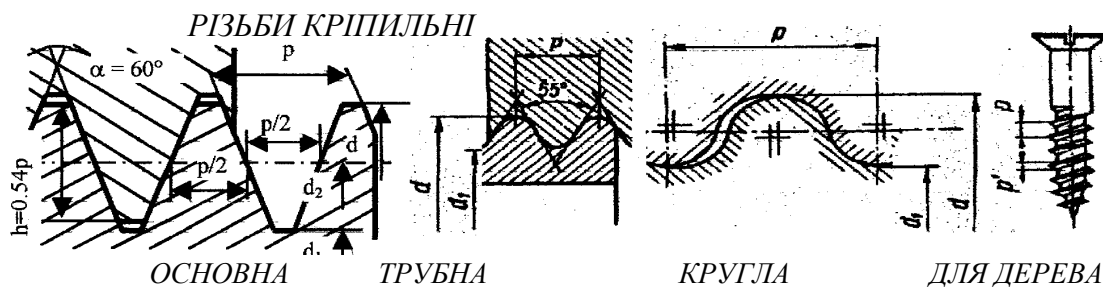 РІЗЬБИ КРІПИЛЬНІ
α = 60°
p
p/2
p/2
h=0.54p
d
d₂
d₁
p
55°
d
d₁
p
d
d₁
p
p'
ОСНОВНА ТРУБНА КРУГЛА ДЛЯ ДЕРЕВА